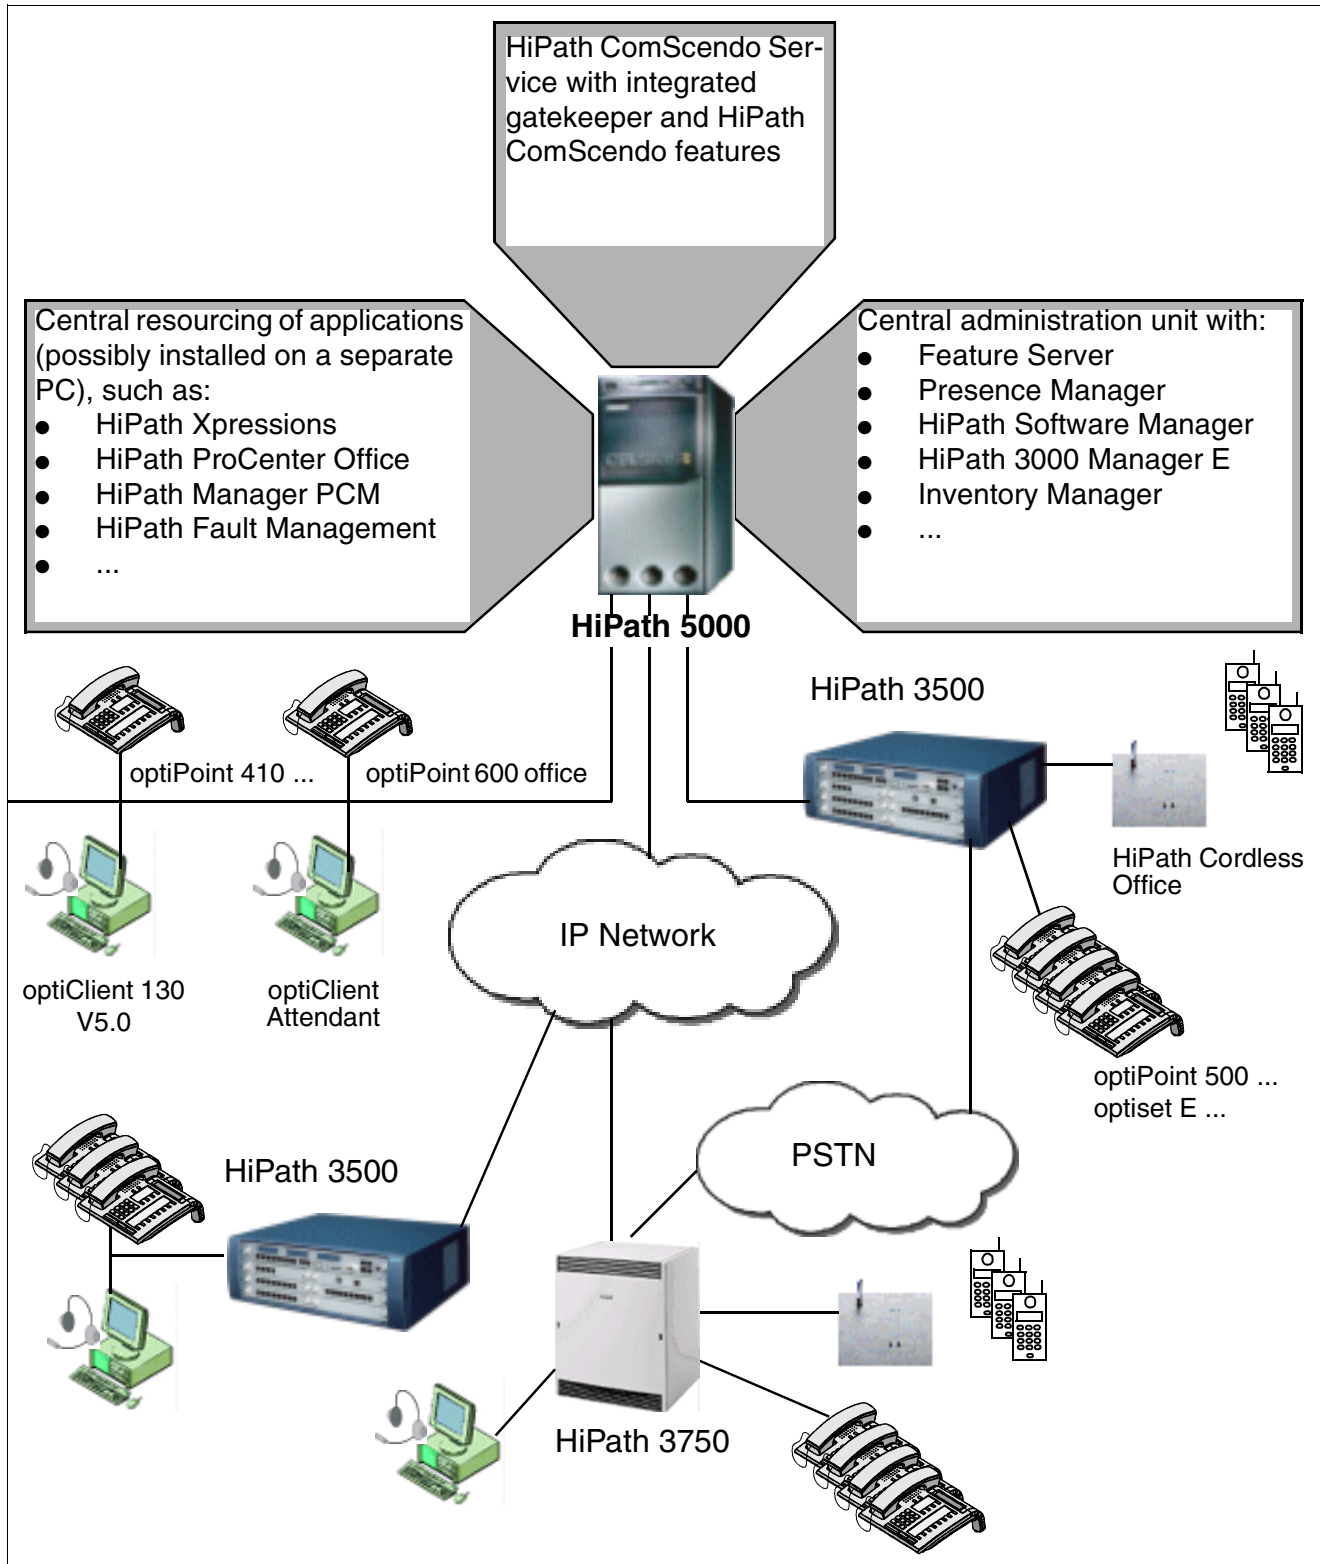 HiPath ComScendo Ser-
vice with integrated
gatekeeper and HiPath
ComScendo features
Central resourcing of applications
(possibly installed on a separate
PC), such as:
● HiPath Xpressions
● HiPath ProCenter Office
● HiPath Manager PCM
● HiPath Fault Management
● ...
Central administration unit with:
● Feature Server
● Presence Manager
● HiPath Software Manager
● HiPath 3000 Manager E
● Inventory Manager
● ...
CELSIUS
HiPath 5000
HiPath 3500
optiPoint 410 ...
optiPoint 600 office
HiPath Cordless
Office
IP Network
optiClient 130
V5.0
optiClient
Attendant
optiPoint 500 ...
optiset E ...
PSTN
HiPath 3500
HiPath 3750